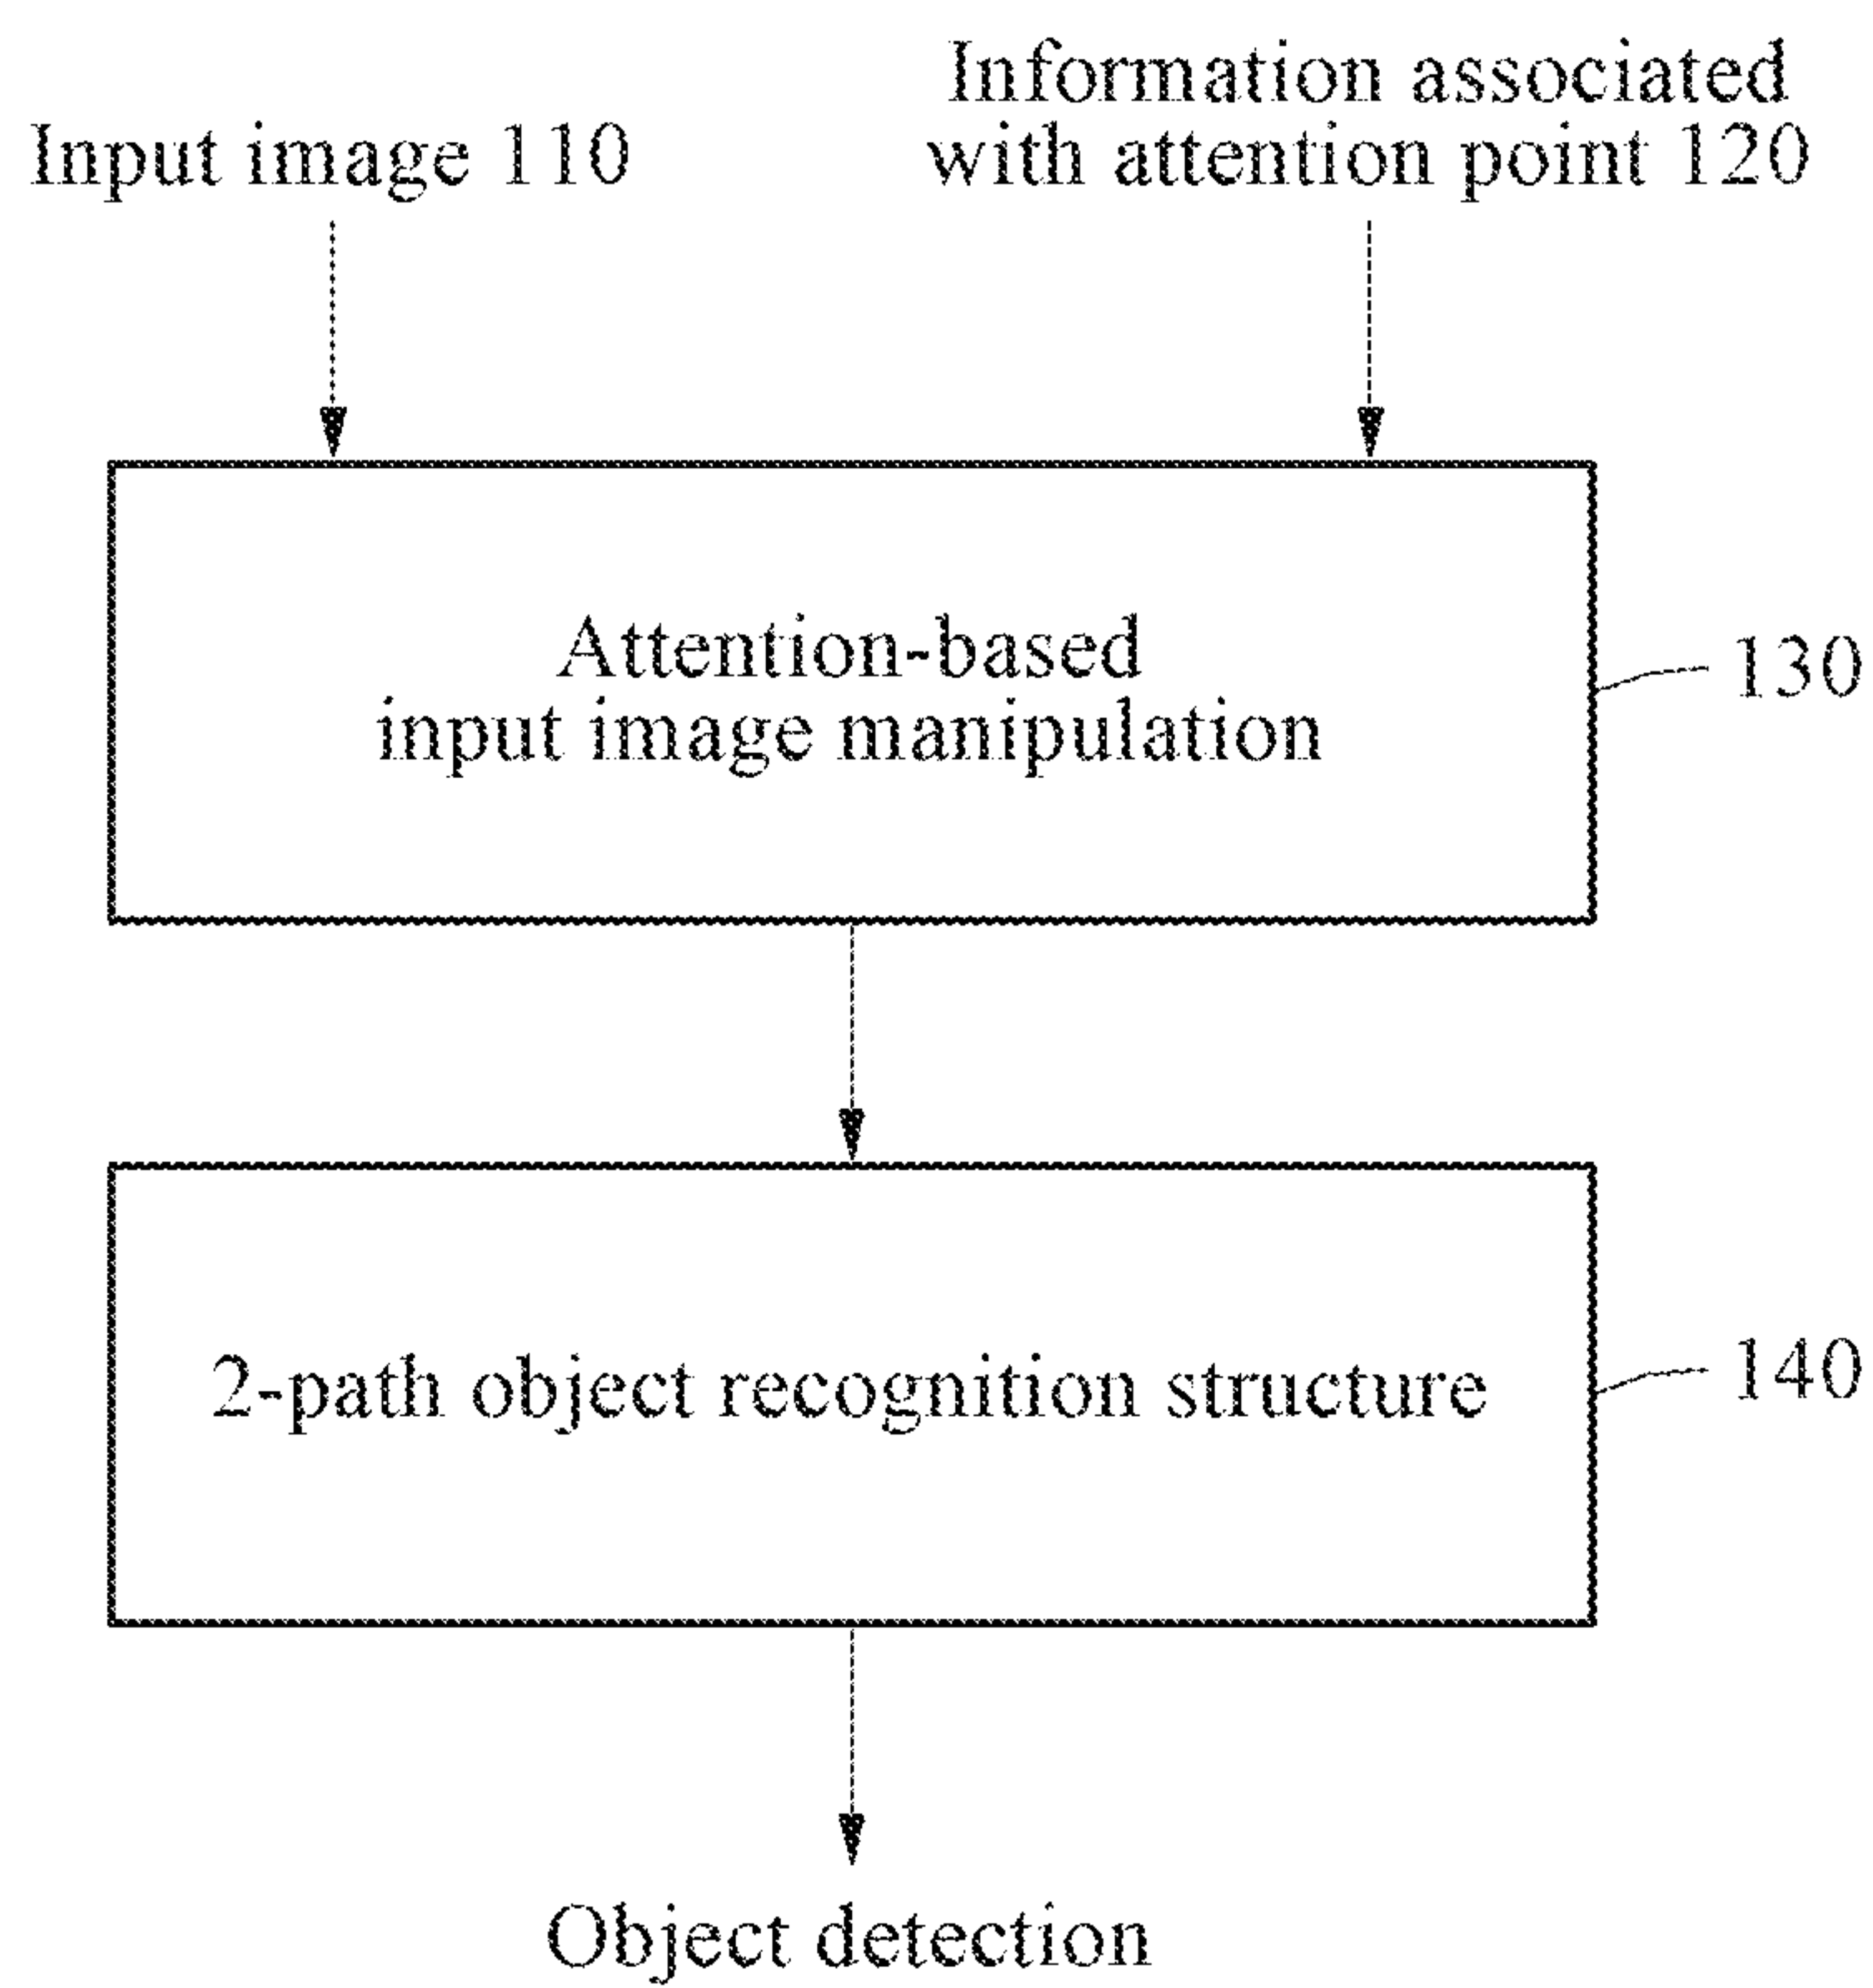 Input image 110
Information associated
with attention point 120
Attention-based
input image manipulation
130
2-path object recognition structure
140
Object detection